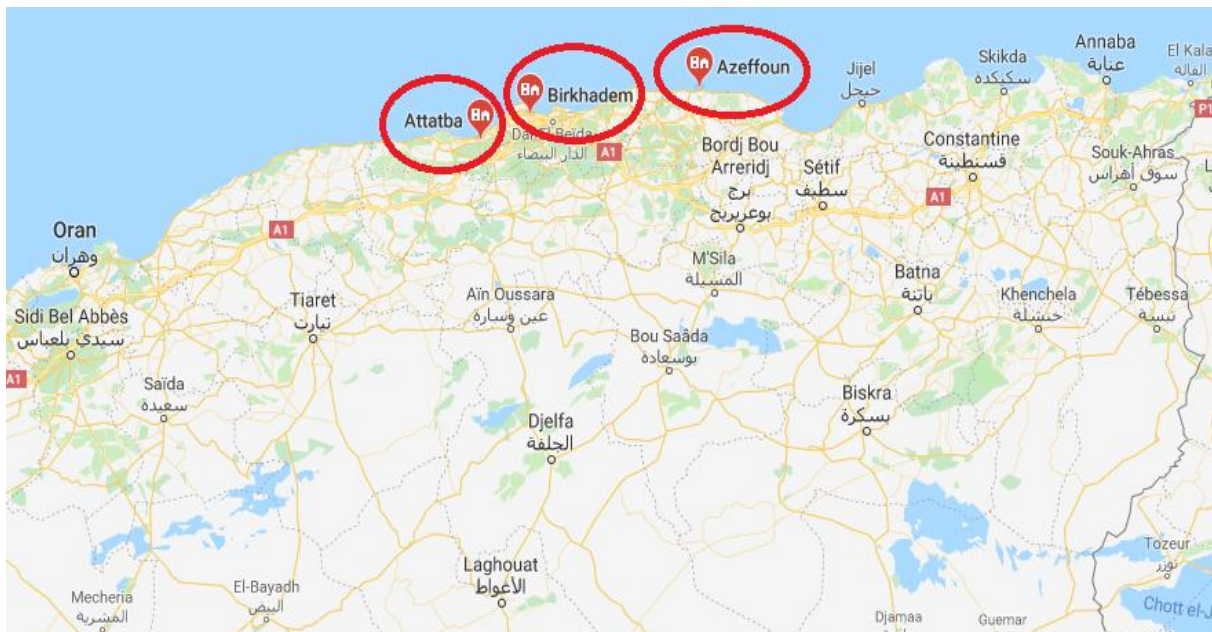 Annaba
عنابة
El Kala
القالة
Skikda
سكيكدة
Jijel
جيجل
Azeffoun
Birkhadem
Attatba
Dar El Beïda
الدار البيضاء
A1
P1
Constantine
قسنطينة
Souk-Ahras
سوق أهراس
Bordj Bou
Arreridj
برج
بوعريريج
Sétif
سطيف
A1
A1
Oran
وهران
M'Sila
المسيلة
Batna
باتنة
Khenchela
خنشلة
Tébessa
تبسة
Tiaret
تيارت
Aïn Oussara
عين وسارة
Sidi Bel Abbès
سيدي بلعباس
Bou Saâda
بوسعادة
A1
Saïda
سعيدة
Biskra
بسكرة
Djelfa
الجلفة
Tozeur
توزر
Laghouat
الأغواط
El-Bayadh
البيض
Mecheria
المشرية
Djamaa
Guemar
Chott el-J